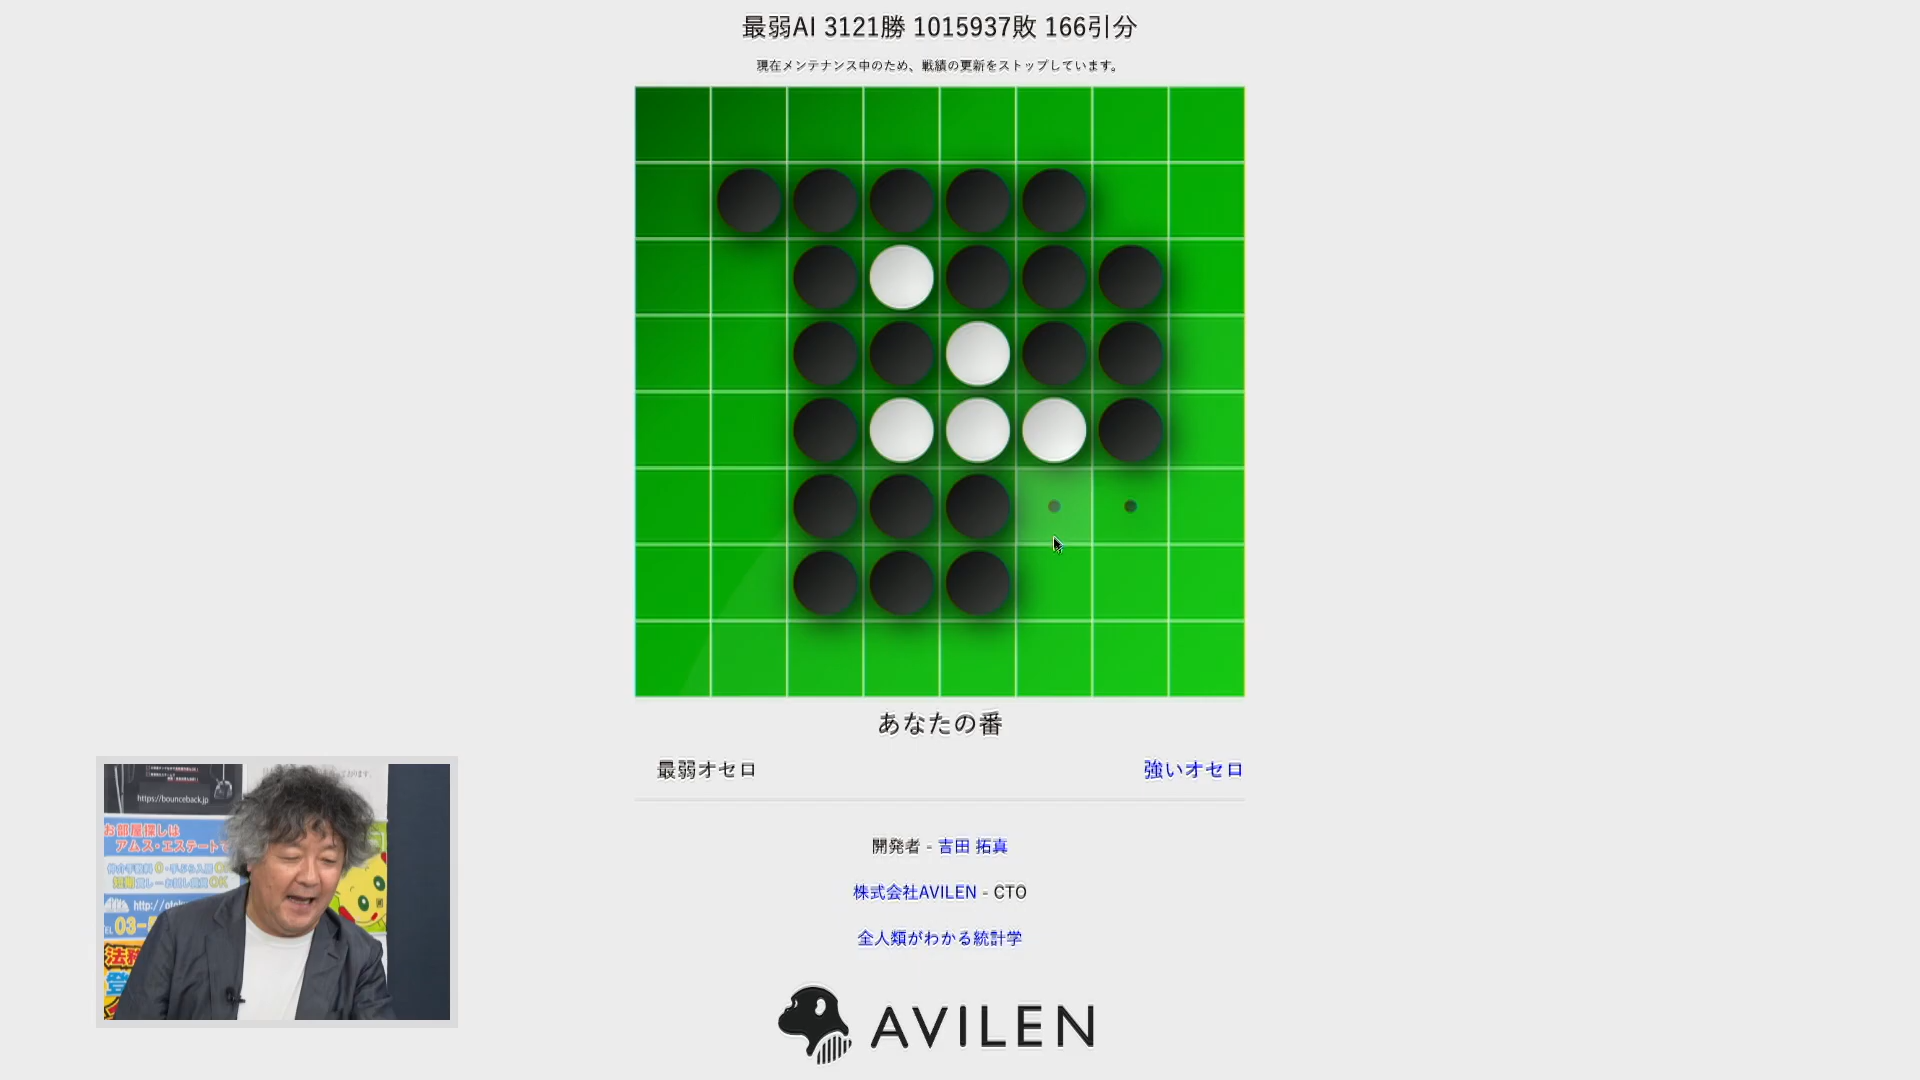 最弱AI 3121勝 1015937敗 166引分
現在メンテナンス中のため、戦績の更新をストップしています。
あなたの番
最弱オセロ
強いオセロ
開発者 - 吉田 拓真
株式会社AVILEN - CTO
全人類がわかる統計学
AVILEN
https://bounceback.jp
お部屋探しは
アムス・エステートで
http://oto
03-